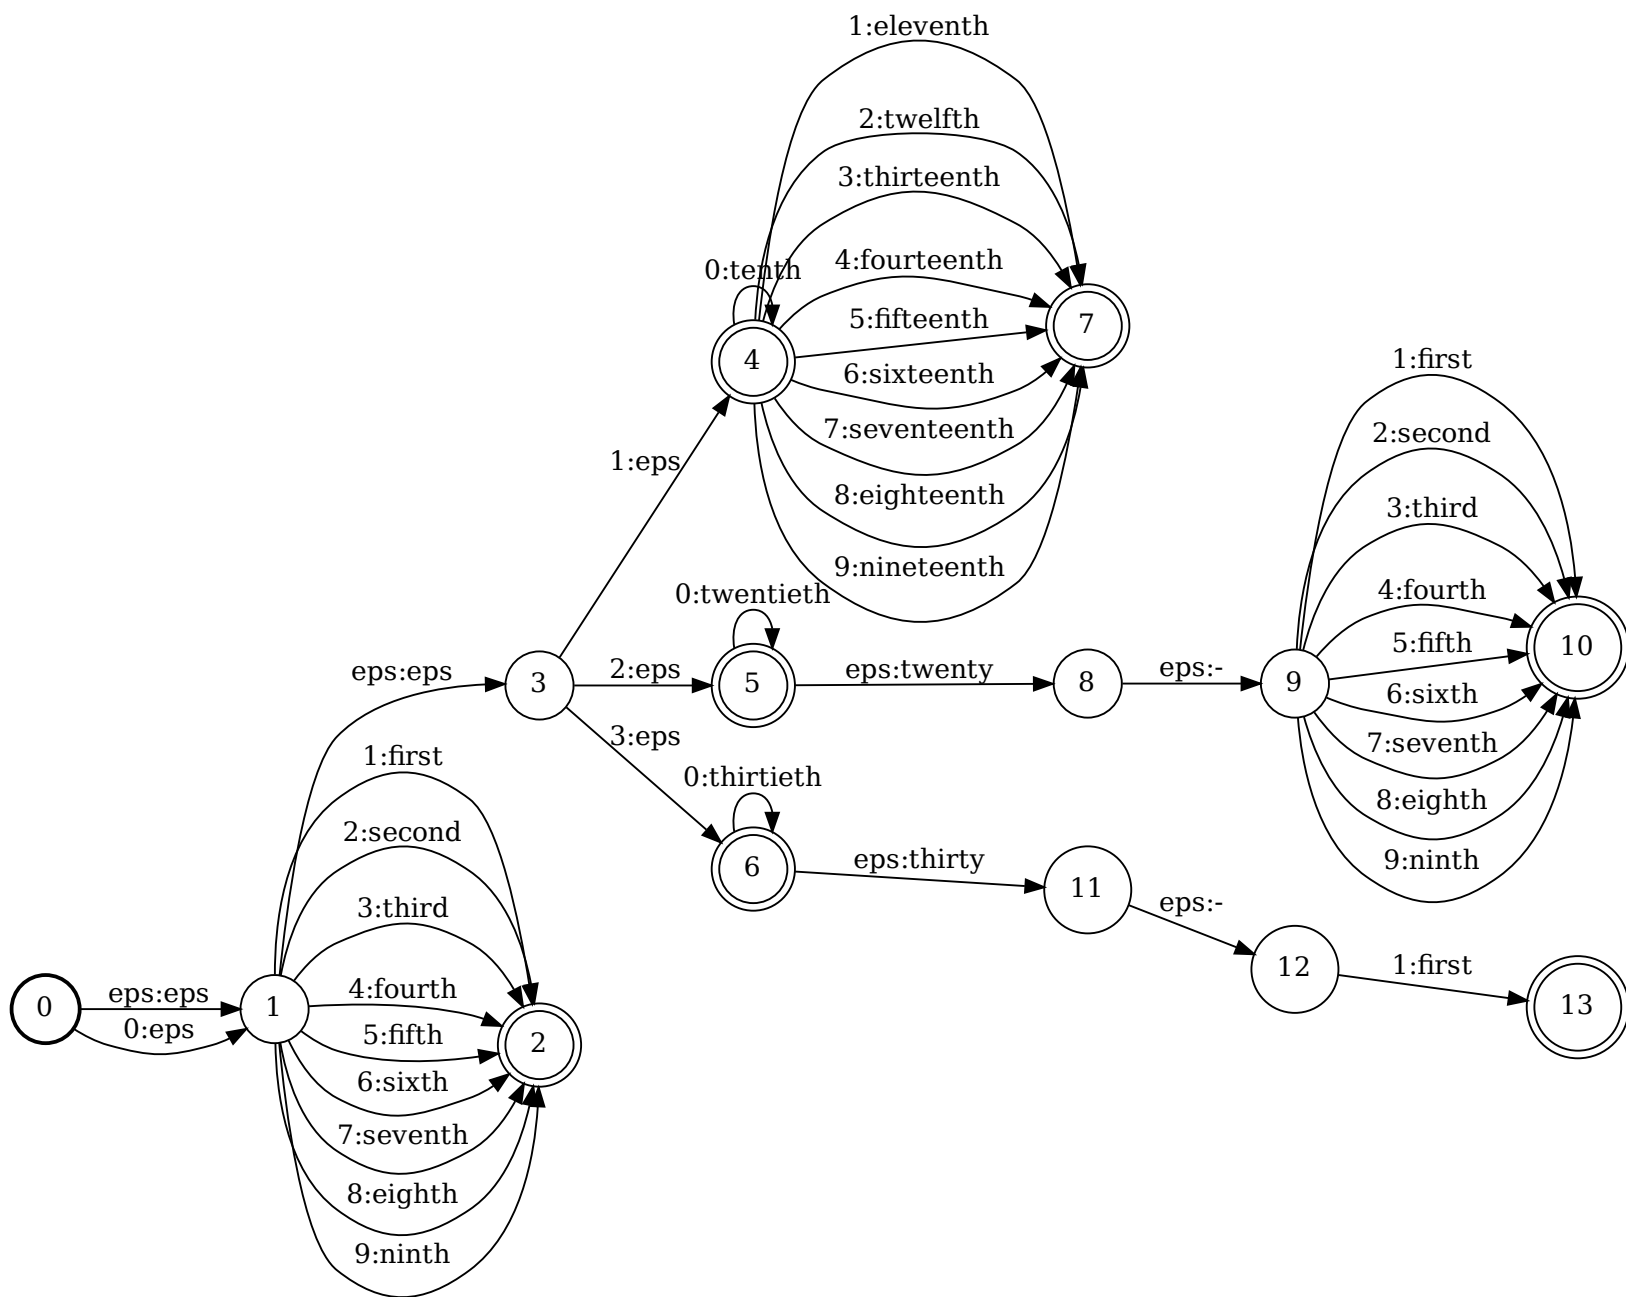 1:eleventh
2:twelfth
3:thirteenth
4:fourteenth
0:tenth
5:fifteenth
7
4
6:sixteenth
7:seventeenth
1:eps
8:eighteenth
9:nineteenth
1:first
2:second
3:third
4:fourth
5:fifth
10
6:sixth
7:seventh
8:eighth
9:ninth
0:twentieth
eps:eps
3
2:eps
5
eps:twenty
8
eps:-
9
3:eps
0:thirtieth
6
eps:thirty
11
eps:-
12
1:first
13
1:first
2:second
3:third
0
eps:eps
0:eps
1
4:fourth
5:fifth
2
6:sixth
7:seventh
8:eighth
9:ninth